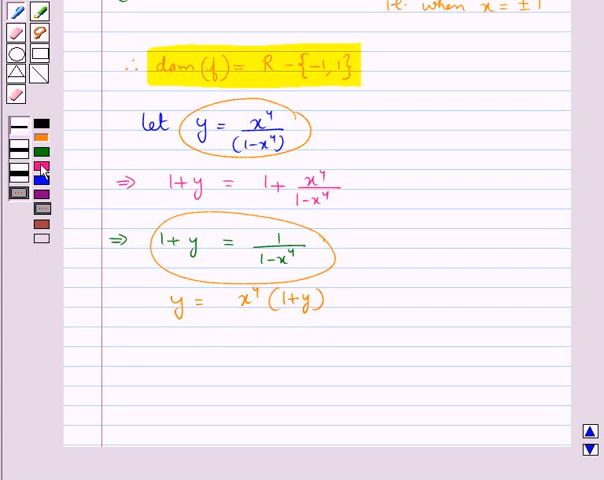 i.e. when x = ± 1
∴ dom (f) = R - {-1, 1}
let y = x⁴/(1-x⁴)
⇒ 1+y = 1 + x⁴/1-x⁴
⇒ 1+y = 1/1-x⁴
y = x⁴ (1+y)